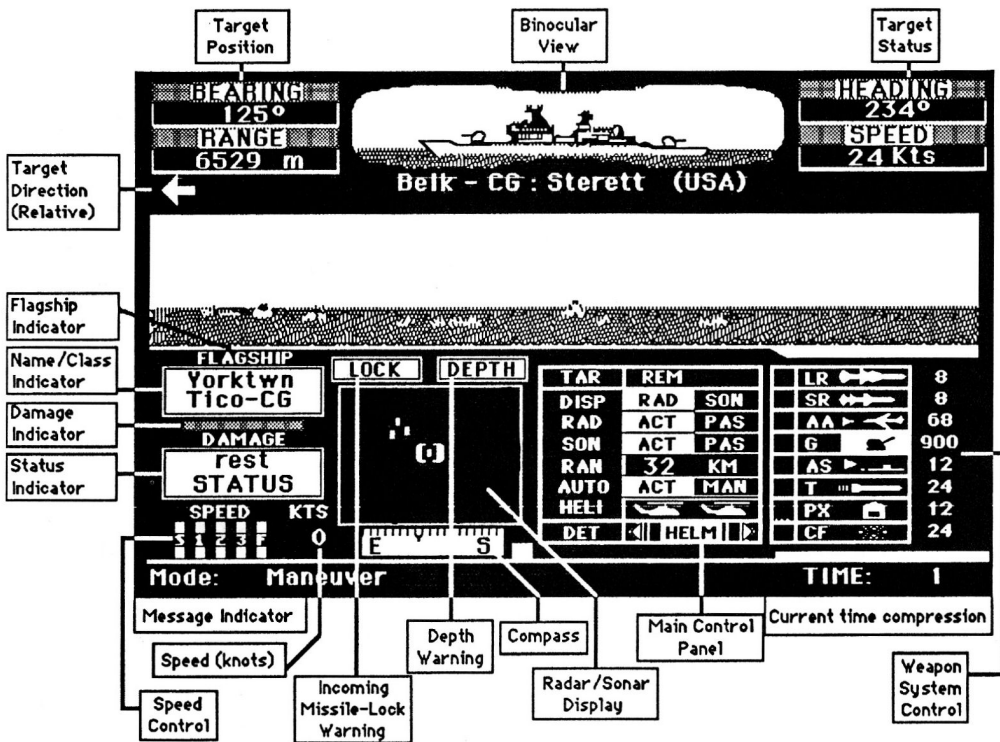 Target
Position
Binocular
View
Target
Status
BEARING
125°
RANGE
6529 m
HEADING
234°
SPEED
24 Kts
Belk - CG : Sterett (USA)
Target
Direction
(Relative)
Flagship
Indicator
Name/Class
Indicator
Damage
Indicator
Status
Indicator
FLAGSHIP
Yorktwn
Tico-CG
DAMAGE
rest
STATUS
SPEED KTS
S 1 2 3 F 0
LOCK DEPTH
E S
TAR REM
DISP RAD SON
RAD ACT PAS
SON ACT PAS
RAN 32 KM
AUTO ACT MAN
HELI
DET HELM
LR 8
SR 8
AA 68
G 900
AS 12
T 24
PX 12
CF 24
Mode: Maneuver TIME: 1
Message Indicator
Speed (knots)
Speed
Control
Incoming
Missile-Lock
Warning
Depth
Warning
Compass
Radar/Sonar
Display
Main Control
Panel
Current time compression
Weapon
System
Control